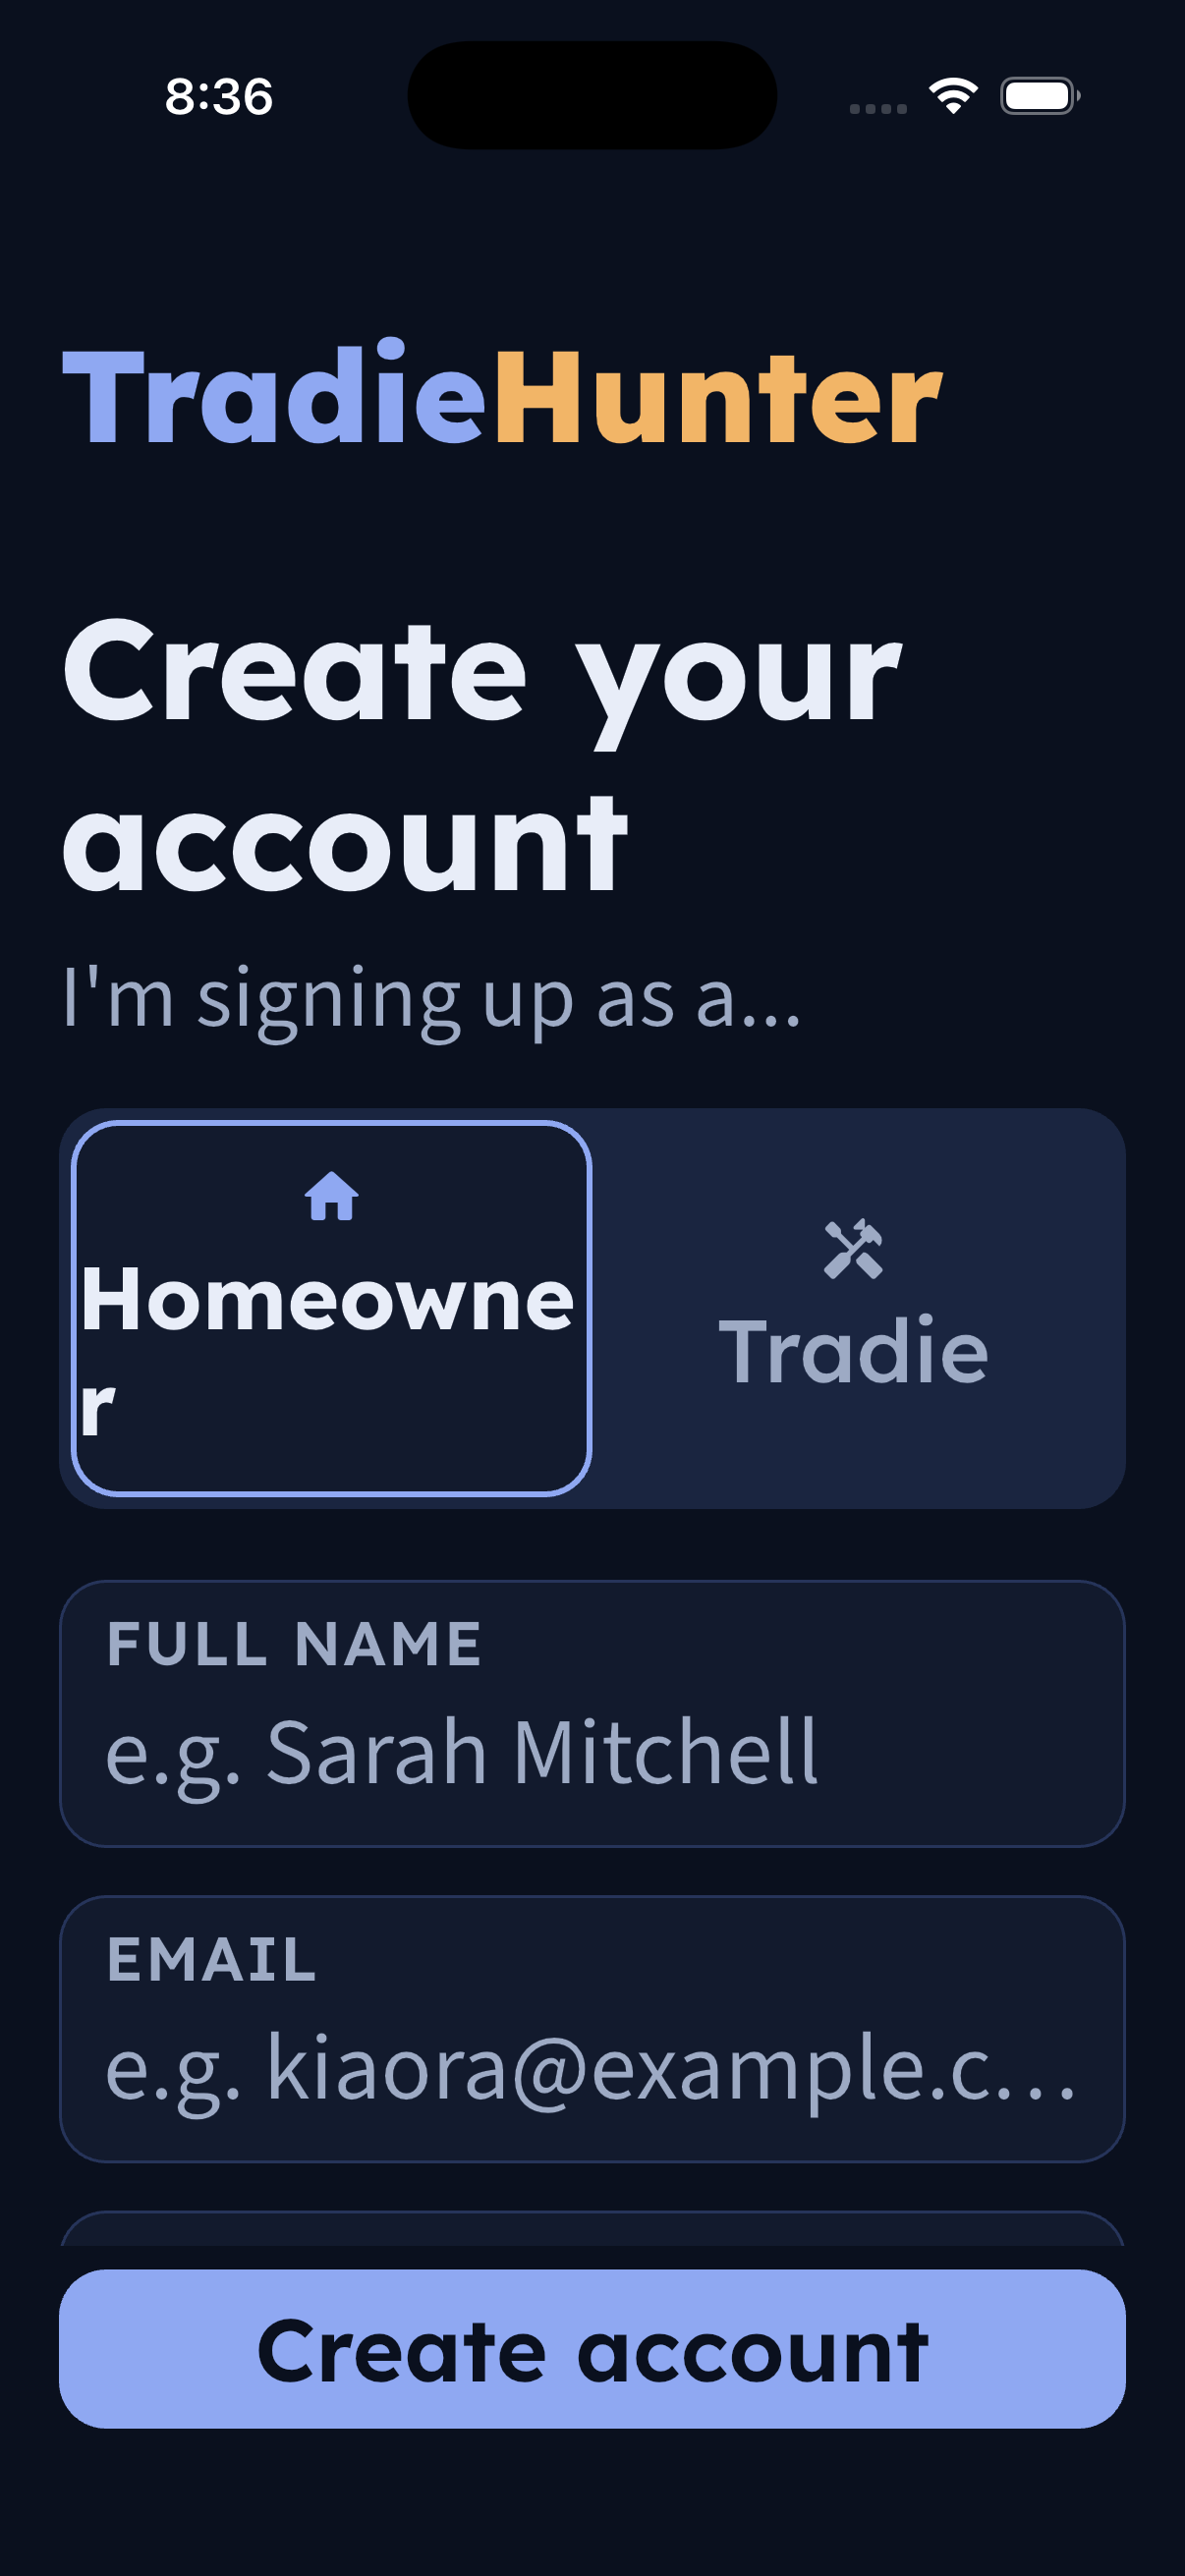 8:36
TradieHunter
Create your
account
I'm signing up as a...
Homeowne
r
Tradie
FULL NAME
e.g. Sarah Mitchell
EMAIL
e.g. kiaora@example.c...
Create account